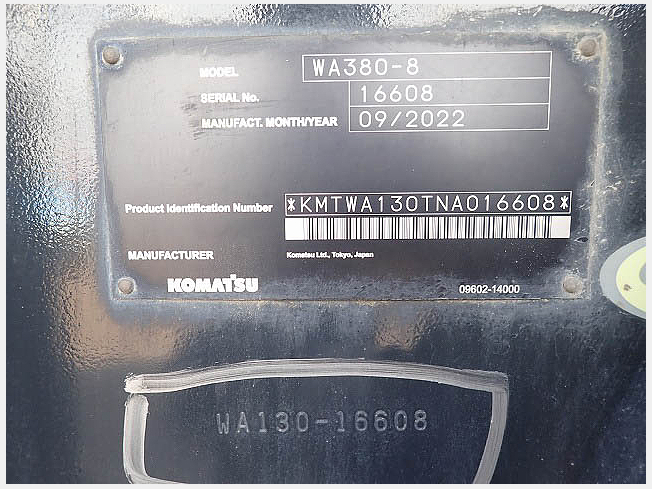 MODEL WA380-8
SERIAL No. 16608
MANUFACT. MONTH/YEAR 09/2022
Product Identification Number *KMTWA130TNA016608*
MANUFACTURER Komatsu Ltd., Tokyo, Japan
KOMATSU 09602-14000
WA130-16608